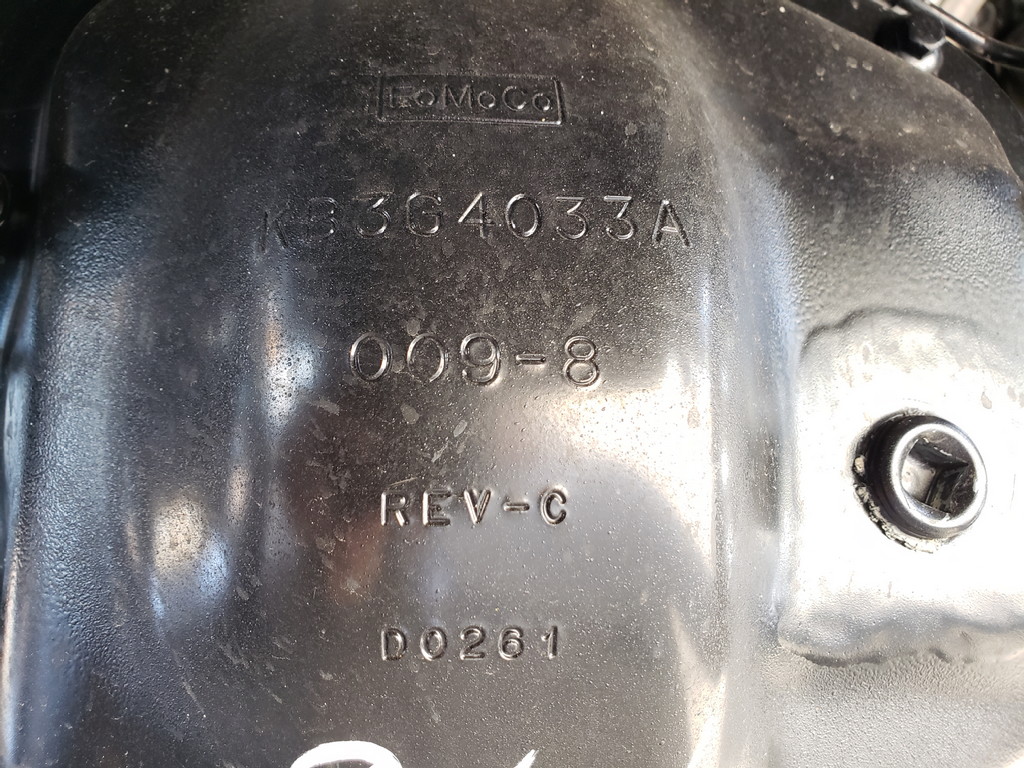 FoMoCo
KB3G4033A
009-8
REV-C
D0261